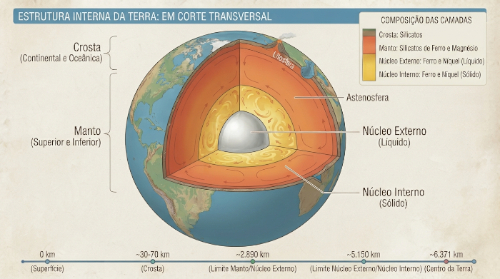 ESTRUTURA INTERNA DA TERRA: EM CORTE TRANSVERSAL
COMPOSIÇÃO DAS CAMADAS
Crosta: Silicatos
Manto: Silicatos de Ferro e Magnésio
Núcleo Externo: Ferro e Níquel (Líquido)
Núcleo Interno: Ferro e Níquel (Sólido)
Crosta
(Continental e Oceânica)
Litosfera
Astenosfera
Manto
(Superior e Inferior)
Núcleo Externo
(Líquido)
Núcleo Interno
(Sólido)
0 km
~30-70 km
~2.890 km
~5.150 km
~6.371 km
(Superfície)
(Crosta)
(Limite Manto/Núcleo Externo)
(Limite Núcleo Externo/Núcleo Interno)
(Centro da Terra)